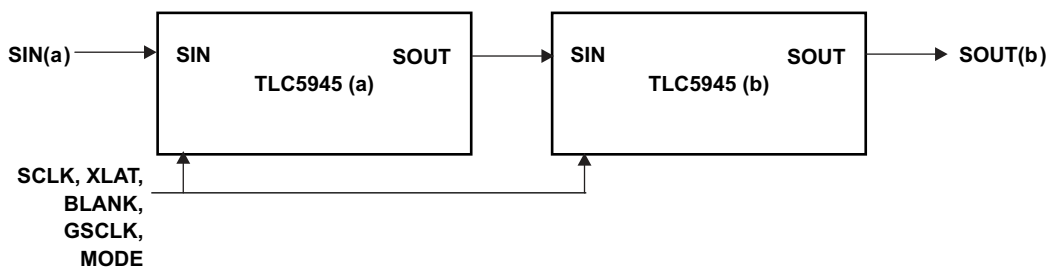 SIN(a)
SIN
SOUT
TLC5945 (a)
SIN
SOUT
TLC5945 (b)
SOUT(b)
SCLK, XLAT,
BLANK,
GSCLK,
MODE